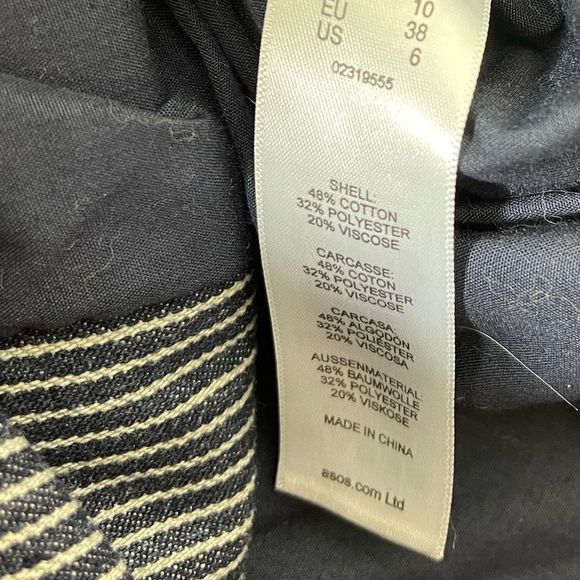 10
EU 38
US 6
02319555
SHELL:
48% COTTON
32% POLYESTER
20% VISCOSE
CARCASSE:
48% COTON
32% POLYESTER
20% VISCOSE
CARCASA:
48% ALGODÓN
32% POLIÉSTER
20% VISCOSA
AUSSENMATERIAL:
48% BAUMWOLLE
32% POLYESTER
20% VISKOSE
MADE IN CHINA
asos.com Ltd